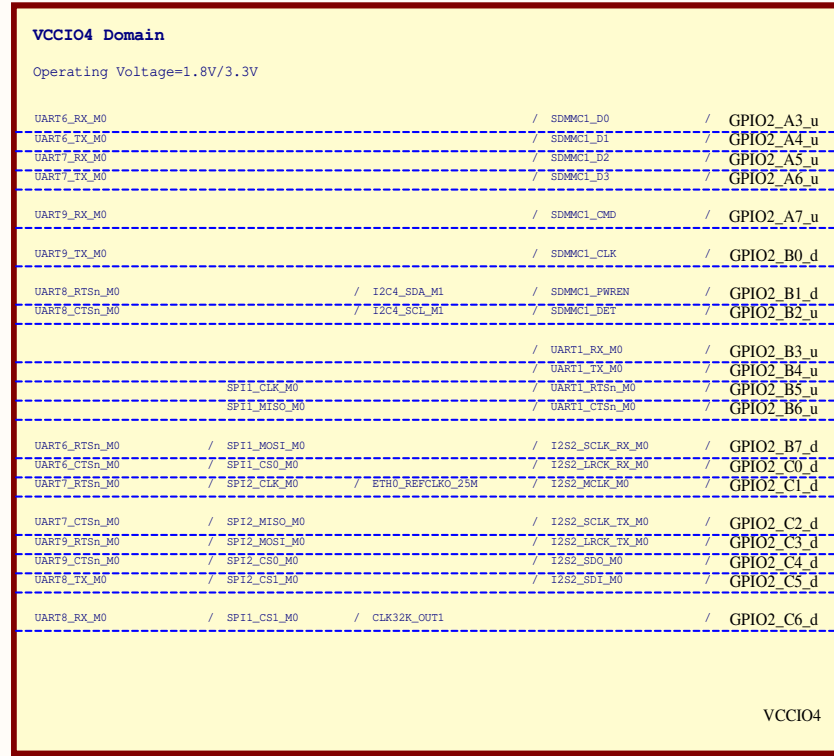 VCCIO4 Domain
Operating Voltage=1.8V/3.3V
UART6_RX_M0 / SDMMC1_D0 / GPIO2_A3_u
UART6_TX_M0 / SDMMC1_D1 / GPIO2_A4_u
UART7_RX_M0 / SDMMC1_D2 / GPIO2_A5_u
UART7_TX_M0 / SDMMC1_D3 / GPIO2_A6_u
UART9_RX_M0 / SDMMC1_CMD / GPIO2_A7_u
UART9_TX_M0 / SDMMC1_CLK / GPIO2_B0_d
UART8_RTSn_M0 / I2C4_SDA_M1 / SDMMC1_PWREN / GPIO2_B1_d
UART8_CTSn_M0 / I2C4_SCL_M1 / SDMMC1_DET / GPIO2_B2_u
/ UART1_RX_M0 / GPIO2_B3_u
/ UART1_TX_M0 / GPIO2_B4_u
SPI1_CLK_M0 / UART1_RTSn_M0 / GPIO2_B5_u
SPI1_MISO_M0 / UART1_CTSn_M0 / GPIO2_B6_u
UART6_RTSn_M0 / SPI1_MOSI_M0 / I2S2_SCLK_RX_M0 / GPIO2_B7_d
UART6_CTSn_M0 / SPI1_CS0_M0 / I2S2_LRCK_RX_M0 / GPIO2_C0_d
UART7_RTSn_M0 / SPI2_CLK_M0 / ETH0_REFCLKO_25M / I2S2_MCLK_M0 / GPIO2_C1_d
UART7_CTSn_M0 / SPI2_MISO_M0 / I2S2_SCLK_TX_M0 / GPIO2_C2_d
UART9_RTSn_M0 / SPI2_MOSI_M0 / I2S2_LRCK_TX_M0 / GPIO2_C3_d
UART9_CTSn_M0 / SPI2_CS0_M0 / I2S2_SDO_M0 / GPIO2_C4_d
UART8_TX_M0 / SPI2_CS1_M0 / I2S2_SDI_M0 / GPIO2_C5_d
UART8_RX_M0 / SPI1_CS1_M0 / CLK32K_OUT1 / GPIO2_C6_d
VCCIO4